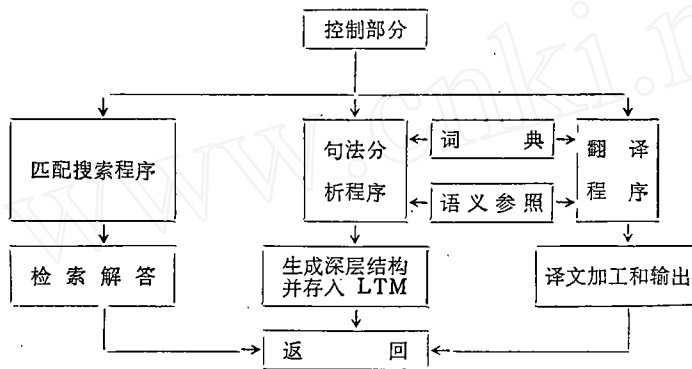 控制部分
匹配搜索程序
句法分
析程序
词典
语义参照
翻译
程序
检索解答
生成深层结构
并存入 LTM
译文加工和输出
返回
www.cnki.n